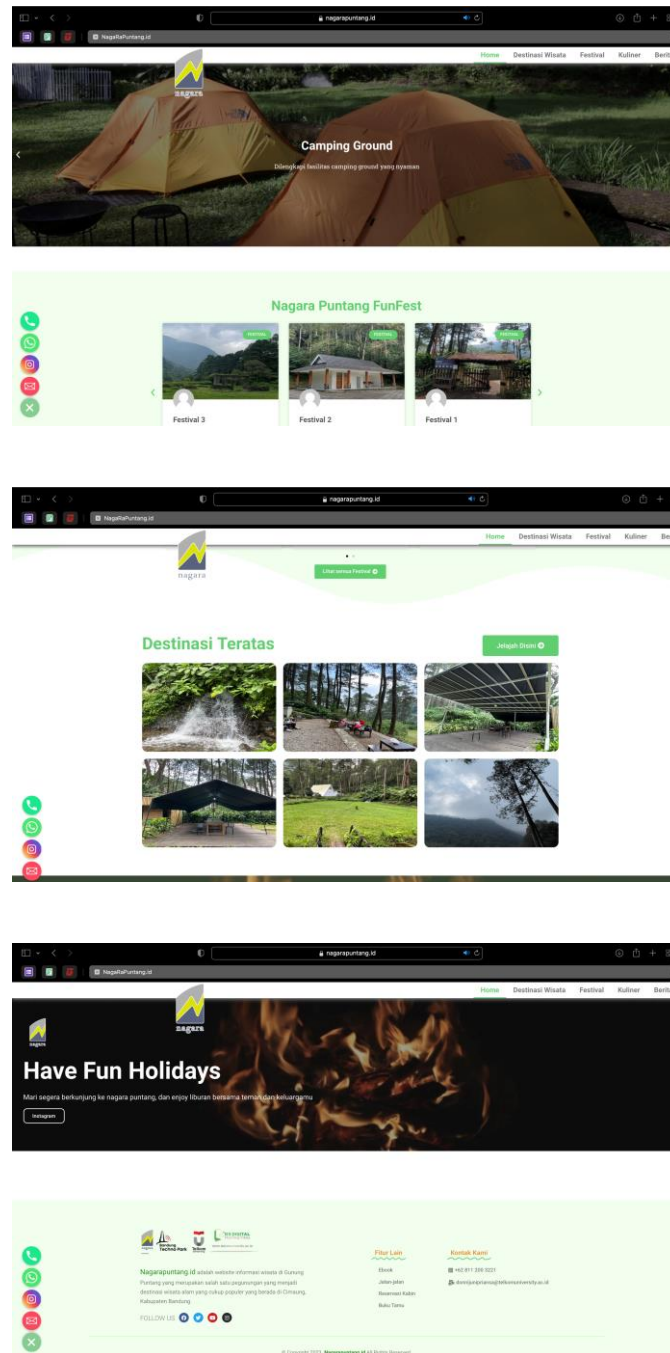 nagarapuntang.id
NagaRaPuntang.id
Home Destinasi Wisata Festival Kuliner
nagara
Camping Ground
Dilengkapi fasilitas camping ground yang nyaman
Nagara Puntang FunFest
FESTIVAL FESTIVAL FESTIVAL
Festival 3 Festival 2 Festival 1
nagarapuntang.id
NagaRaPuntang.id
Home Destinasi Wisata Festival Kuliner
nagara
Lihat semua Festival
Destinasi Teratas
Jelajah Disini
nagarapuntang.id
NagaRaPuntang.id
Home Destinasi Wisata Festival Kuliner
nagara
nagara
Have Fun Holidays
Mari segera berkunjung ke nagara puntang, dan enjoy liburan bersama teman dan keluargamu
Instagram
Bandung Techno Park
Telkom University
Nagarapuntang.id adalah website informasi wisata di Gunung
Puntang yang merupakan salah satu pegunungan yang menjadi
destinasi wisata alam yang cukup populer yang berada di Cimaung,
Kabupaten Bandung
FOLLOW US
Fitur Lain
Ebook
Jalan jalan
Reservasi Kabin
Buku Tamu
Kontak Kami